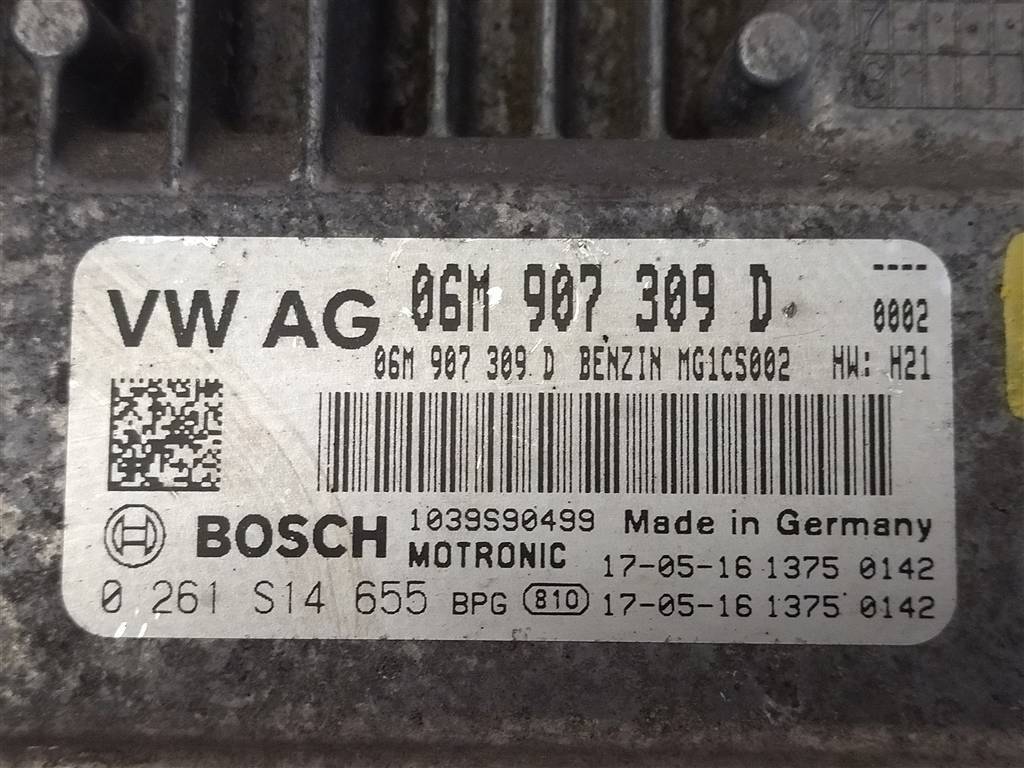 VW AG 06M 907 309 D
----
0002
06M 907 309 D BENZIN MG1CS002 HW: H21
BOSCH 1039S90499 Made in Germany
MOTRONIC 17-05-16 1375 0142
0 261 S14 655 BPG 810 17-05-16 1375 0142